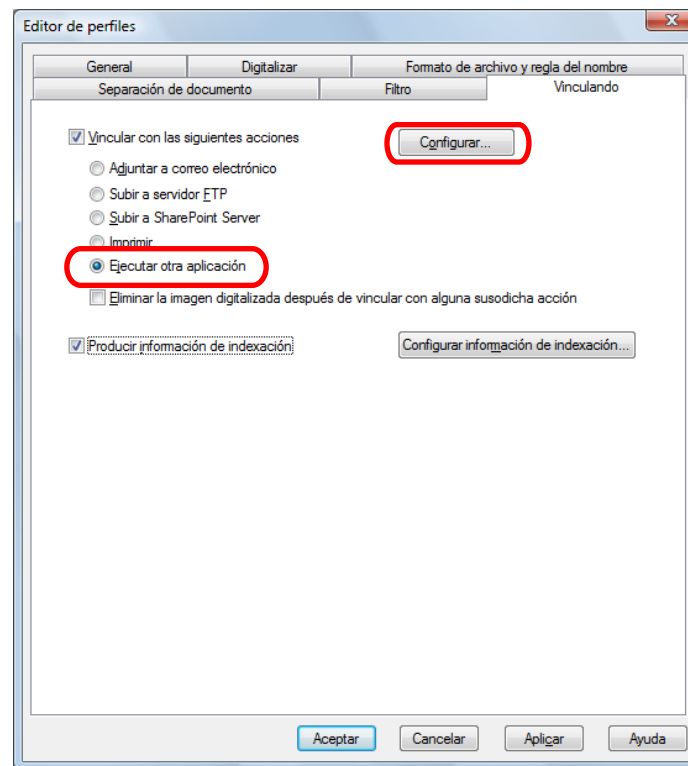 Editor de perfiles
General Digitalizar Formato de archivo y regla del nombre
Separación de documento Filtro Vinculando
Vincular con las siguientes acciones Configurar...
Adjuntar a correo electrónico
Subir a servidor FTP
Subir a SharePoint Server
Imprimir
Ejecutar otra aplicación
Eliminar la imagen digitalizada después de vincular con alguna susodicha acción
Producir información de indexación Configurar información de indexación...
Aceptar Cancelar Aplicar Ayuda